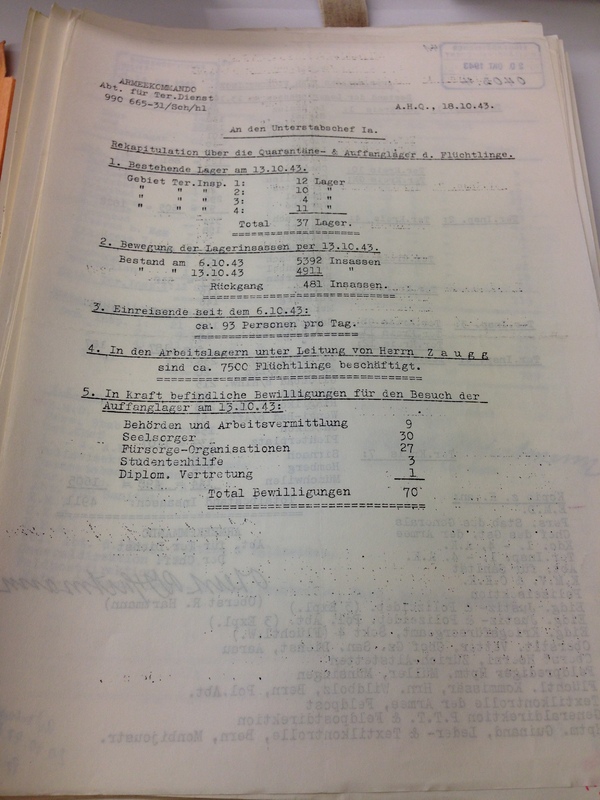 ARMEEKOMMANDO
Abt. für Ter.Dienst
990 665-31/Sch/hl
A.H.Q., 18.10.43.
An den Unterstabschef Ia.
Rekapitulation über die Quarantäne- & Auffanglager d. Flüchtlinge.
1. Bestehende Lager am 13.10.43.
Gebiet Ter.Insp. 1: 12 Lager
" " " 2: 10 "
" " " 3: 4 "
" " " 4: 11 "
Total 37 Lager.
2. Bewegung der Lagerinsassen per 13.10.43.
Bestand am 6.10.43 5392 Insassen
" " 13.10.43 4911 "
Rückgang 481 Insassen.
3. Einreisende seit dem 6.10.43:
ca. 93 Personen pro Tag.
4. In den Arbeitslagern unter Leitung von Herrn Z a u g g
sind ca. 7500 Flüchtlinge beschäftigt.
5. In Kraft befindliche Bewilligungen für den Besuch der
Auffanglager am 13.10.43:
Behörden und Arbeitsvermittlung 9
Seelsorger 30
Fürsorge-Organisationen 27
Studentenhilfe 3
Diplom. Vertretung 1
Total Bewilligungen 70